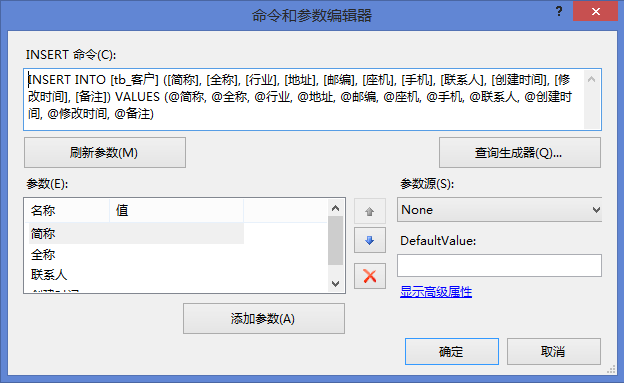 命令和参数编辑器
?
INSERT 命令(C):
INSERT INTO [tb_客户] ([简称], [全称], [行业], [地址], [邮编], [座机], [手机], [联系人], [创建时间], [修
改时间], [备注]) VALUES (@简称, @全称, @行业, @地址, @邮编, @座机, @手机, @联系人, @创建时
间, @修改时间, @备注)
刷新参数(M)
查询生成器(Q)...
参数(E):
参数源(S):
名称 值
None
简称
全称
DefaultValue:
联系人
创建时间
显示高级属性
添加参数(A)
确定
取消